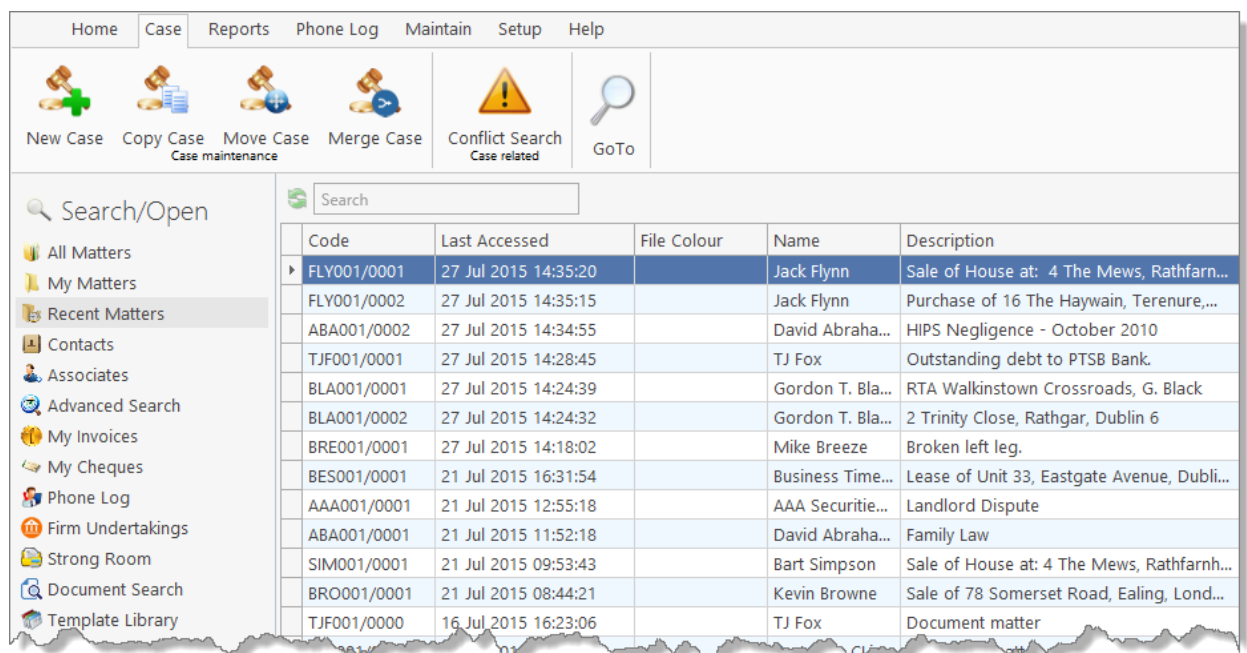 Home Case Reports Phone Log Maintain Setup Help
New Case Copy Case Move Case Merge Case Conflict Search GoTo
Case maintenance Case related
Search/Open
Search
All Matters
My Matters
Recent Matters
Contacts
Associates
Advanced Search
My Invoices
My Cheques
Phone Log
Firm Undertakings
Strong Room
Document Search
Template Library
Code Last Accessed File Colour Name Description
FLY001/0001 27 Jul 2015 14:35:20 Jack Flynn Sale of House at: 4 The Mews, Rathfarn...
FLY001/0002 27 Jul 2015 14:35:15 Jack Flynn Purchase of 16 The Haywain, Terenure,...
ABA001/0002 27 Jul 2015 14:34:55 David Abraha... HIPS Negligence - October 2010
TJF001/0001 27 Jul 2015 14:28:45 TJ Fox Outstanding debt to PTSB Bank.
BLA001/0001 27 Jul 2015 14:24:39 Gordon T. Bla... RTA Walkinstown Crossroads, G. Black
BLA001/0002 27 Jul 2015 14:24:32 Gordon T. Bla... 2 Trinity Close, Rathgar, Dublin 6
BRE001/0001 27 Jul 2015 14:18:02 Mike Breeze Broken left leg.
BES001/0001 21 Jul 2015 16:31:54 Business Time... Lease of Unit 33, Eastgate Avenue, Dubli...
AAA001/0001 21 Jul 2015 12:55:18 AAA Securitie... Landlord Dispute
ABA001/0001 21 Jul 2015 11:52:18 David Abraha... Family Law
SIM001/0001 21 Jul 2015 09:53:43 Bart Simpson Sale of House at: 4 The Mews, Rathfarnh...
BRO001/0001 21 Jul 2015 08:44:21 Kevin Browne Sale of 78 Somerset Road, Ealing, Lond...
TJF001/0000 16 Jul 2015 16:23:06 TJ Fox Document matter